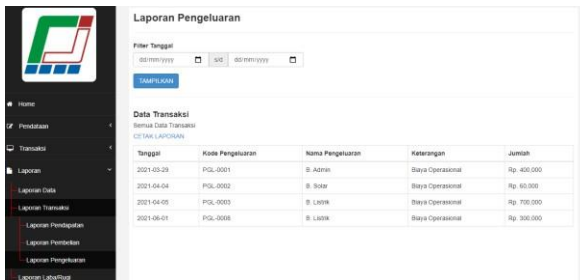 Laporan Pengeluaran
Filter Tanggal
dd/mm/yyyy s/d dd/mm/yyyy
TAMPILKAN
Home
Pendataan
Transaksi
Laporan
Laporan Data
Laporan Transaksi
Laporan Pendapatan
Laporan Pembelian
Laporan Pengeluaran
Laporan Laba/Rugi
Data Transaksi
Semua Data Transaksi
CETAK LAPORAN
Tanggal Kode Pengeluaran Nama Pengeluaran Keterangan Jumlah
2021-03-29 PGL-0001 B. Admin Biaya Operasional Rp. 400,000
2021-04-04 PGL-0002 B. Solar Biaya Operasional Rp. 60,000
2021-04-05 PGL-0003 B. Listrik Biaya Operasional Rp. 700,000
2021-06-01 PGL-0006 B. Listrik Biaya Operasional Rp. 300,000